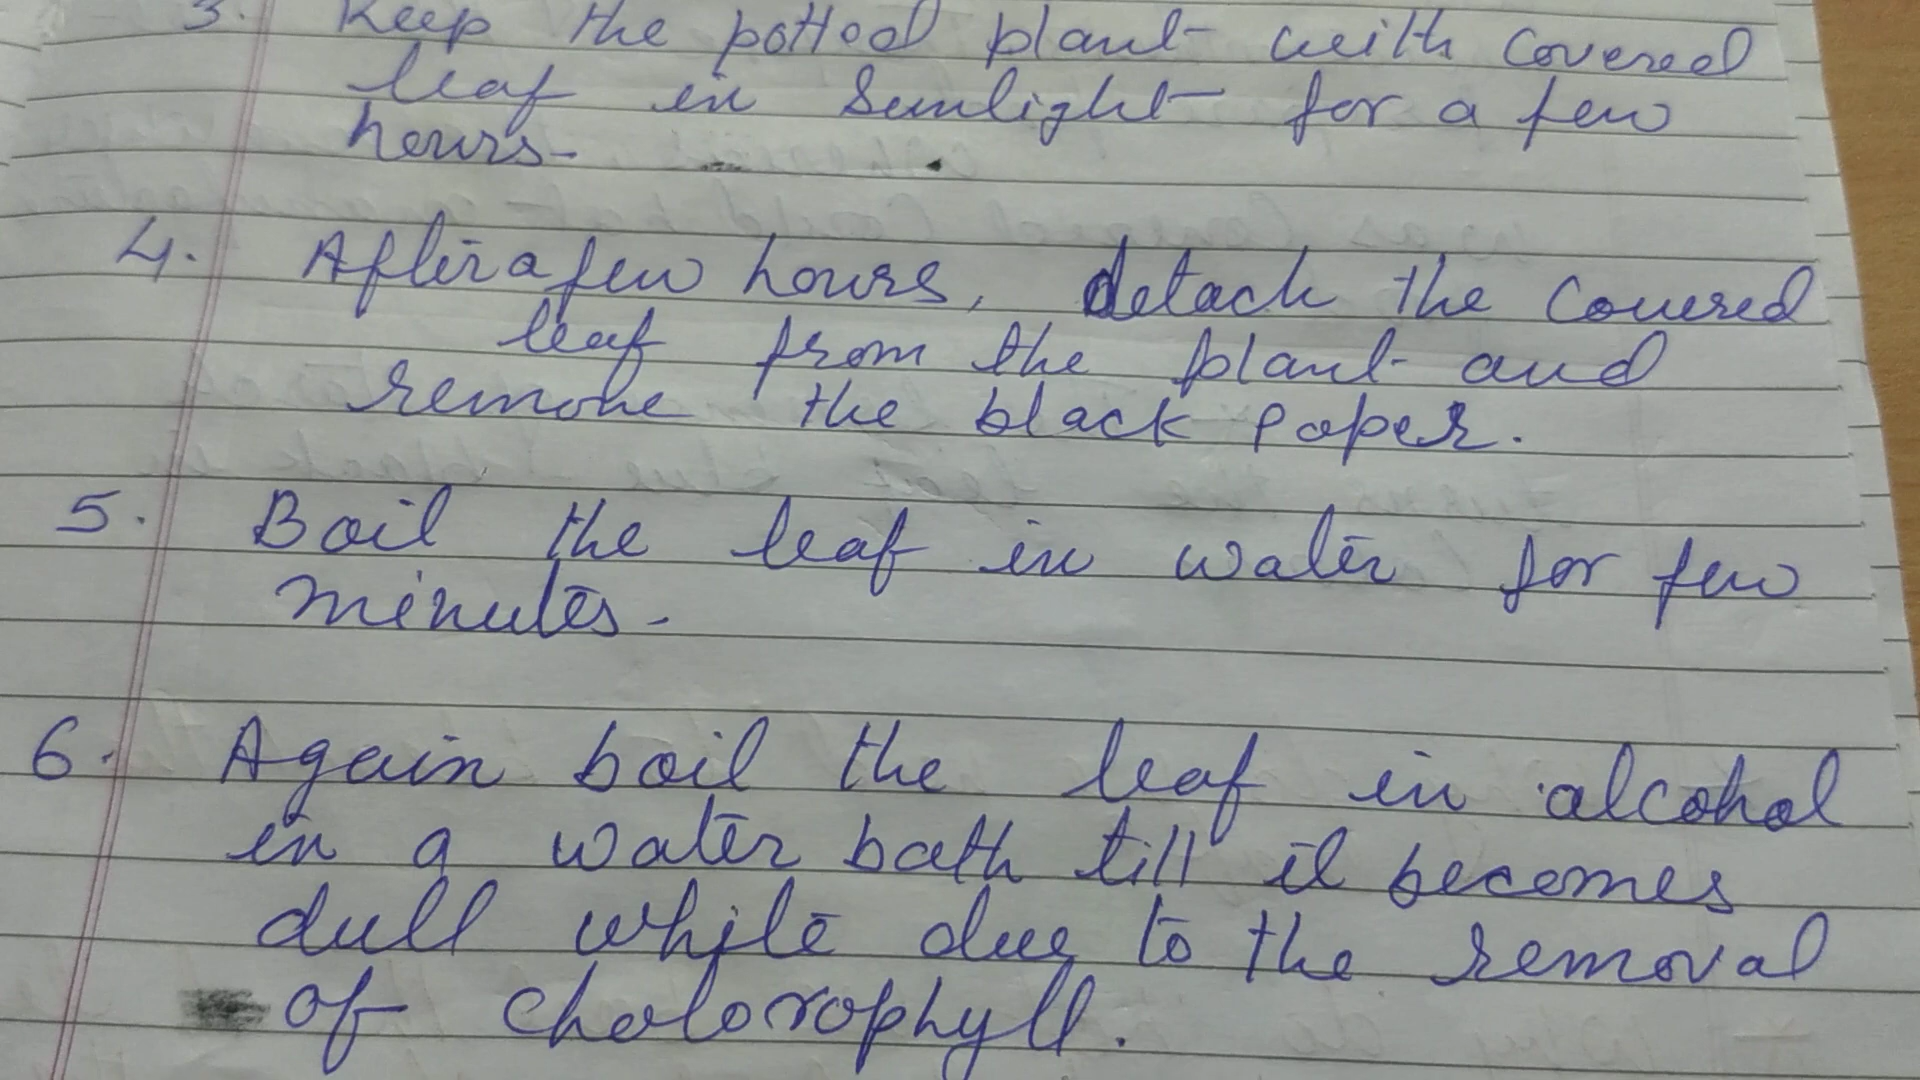 3. Keep the potted plant with covered
leaf in Sunlight for a few
hours.
4. After a few hours, detach the Covered
leaf from the plant and
remove the black paper.
5. Boil the leaf in water for few
minutes.
6. Again boil the leaf in alcohol
in a water bath till it becomes
dull white due to the removal
of cholorophyll.